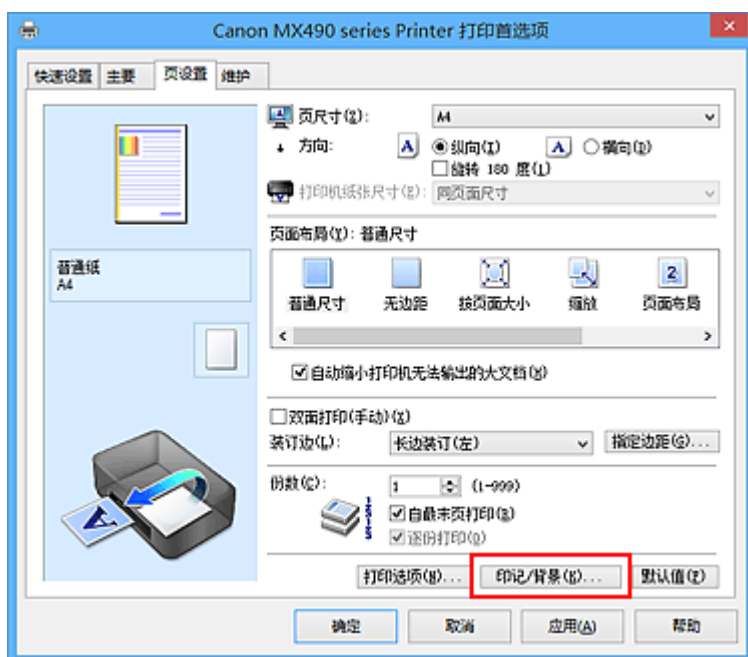 Canon MX490 series Printer 打印首选项
快速设置 主要 页设置 维护
页尺寸(Z): A4
方向: A 纵向(I) A 横向(D)
旋转 180 度(L)
打印机纸张尺寸(E): 同页面尺寸
页面布局(Y): 普通尺寸
普通纸
A4
2
普通尺寸 无边距 按页面大小 缩放 页面布局
自动缩小打印机无法输出的大文档(N)
双面打印(手动)(X)
装订边(L): 长边装订(左) 指定边距(G)...
份数(C): 1 (1-999)
自最末页打印(R)
逐份打印(O)
A
打印选项(N)... 印记/背景(K)... 默认值(F)
确定 取消 应用(A) 帮助